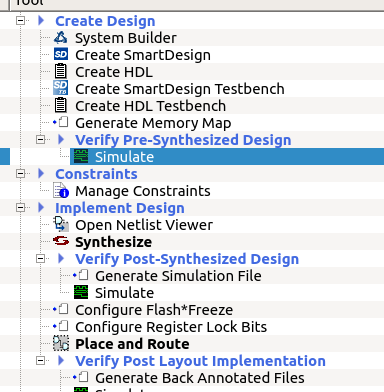 Tool
Create Design
System Builder
Create SmartDesign
Create HDL
Create SmartDesign Testbench
Create HDL Testbench
Generate Memory Map
Verify Pre-Synthesized Design
Simulate
Constraints
Manage Constraints
Implement Design
Open Netlist Viewer
Synthesize
Verify Post-Synthesized Design
Generate Simulation File
Simulate
Configure Flash*Freeze
Configure Register Lock Bits
Place and Route
Verify Post Layout Implementation
Generate Back Annotated Files